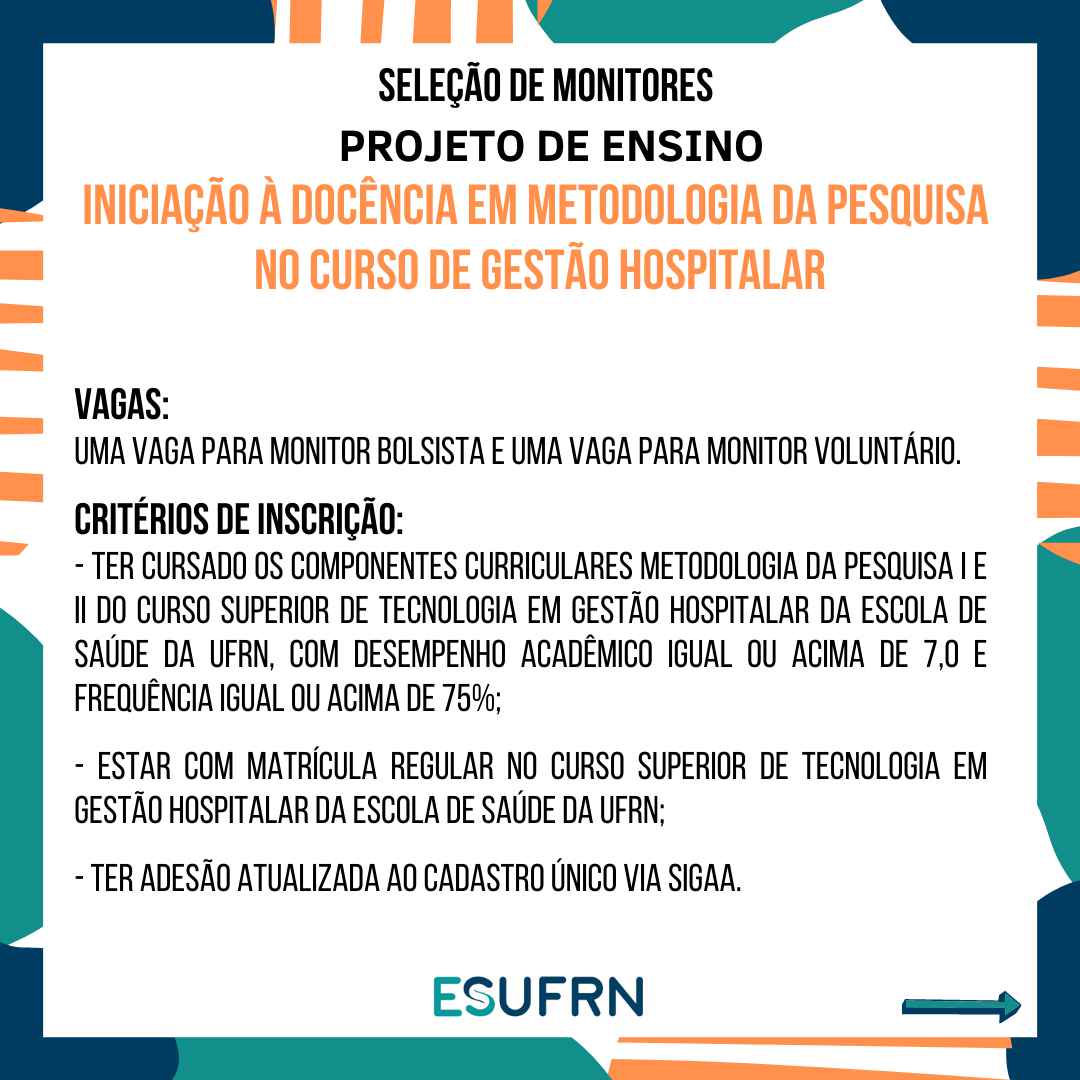 SELEÇÃO DE MONITORES
PROJETO DE ENSINO
INICIAÇÃO À DOCÊNCIA EM METODOLOGIA DA PESQUISA
NO CURSO DE GESTÃO HOSPITALAR
VAGAS:
UMA VAGA PARA MONITOR BOLSISTA E UMA VAGA PARA MONITOR VOLUNTÁRIO.
CRITÉRIOS DE INSCRIÇÃO:
- TER CURSADO OS COMPONENTES CURRICULARES METODOLOGIA DA PESQUISA I E
II DO CURSO SUPERIOR DE TECNOLOGIA EM GESTÃO HOSPITALAR DA ESCOLA DE
SAÚDE DA UFRN, COM DESEMPENHO ACADÊMICO IGUAL OU ACIMA DE 7,0 E
FREQUÊNCIA IGUAL OU ACIMA DE 75%;
- ESTAR COM MATRÍCULA REGULAR NO CURSO SUPERIOR DE TECNOLOGIA EM
GESTÃO HOSPITALAR DA ESCOLA DE SAÚDE DA UFRN;
- TER ADESÃO ATUALIZADA AO CADASTRO ÚNICO VIA SIGAA.
ESUFRN